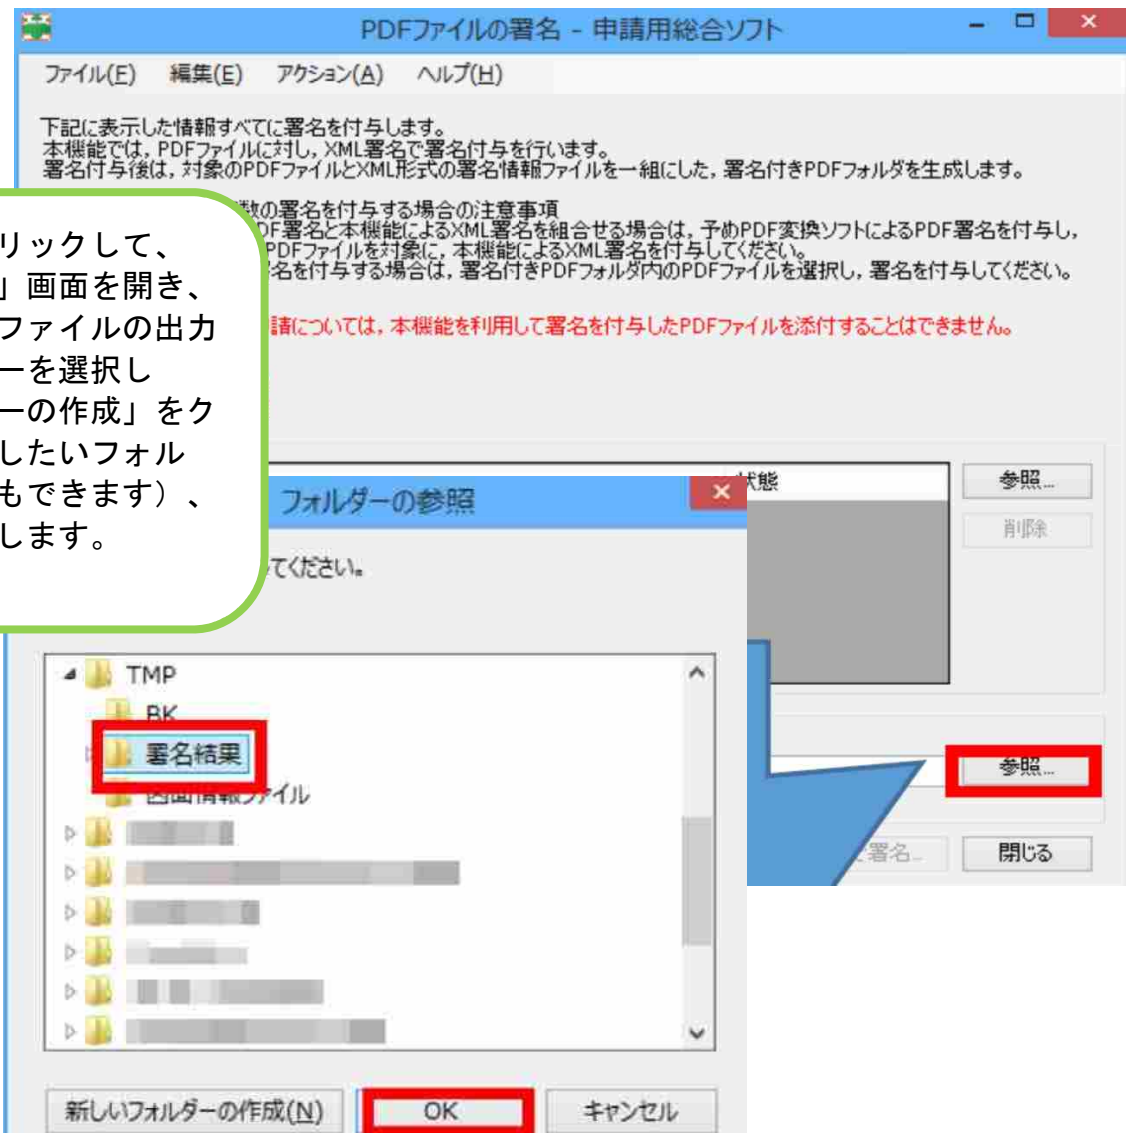 PDFファイルの署名 - 申請用総合ソフト
ファイル(F) 編集(E) アクション(A) ヘルプ(H)
下記に表示した情報すべてに署名を付与します。
本機能では，PDFファイルに対し，XML署名で署名付与を行います。
署名付与後は，対象のPDFファイルとXML形式の署名情報ファイルを一組にした，署名付きPDFフォルダを生成します。
数の署名を付与する場合の注意事項
DF署名と本機能によるXML署名を組合せる場合は，予めPDF変換ソフトによるPDF署名を付与し，
PDFファイルを対象に，本機能によるXML署名を付与してください。
名を付与する場合は，署名付きPDFフォルダ内のPDFファイルを選択し，署名を付与してください。
請については，本機能を利用して署名を付与したPDFファイルを添付することはできません。
リックして、
」画面を開き、
ファイルの出力
ーを選択し
ーの作成」をク
したいフォル
もできます）、
します。
状態
参照...
削除
フォルダーの参照
てください。
TMP
BK
署名結果
図面情報ファイル
参照...
署名...
閉じる
新しいフォルダーの作成(N)
OK
キャンセル